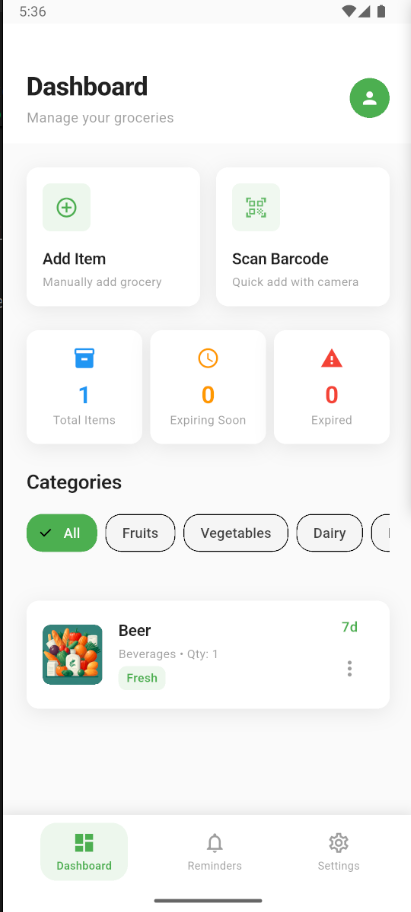 5:36
Dashboard
Manage your groceries
Add Item
Manually add grocery
Scan Barcode
Quick add with camera
1
Total Items
0
Expiring Soon
0
Expired
Categories
All Fruits Vegetables Dairy
Beer
7d
Beverages • Qty: 1
Fresh
Dashboard Reminders Settings